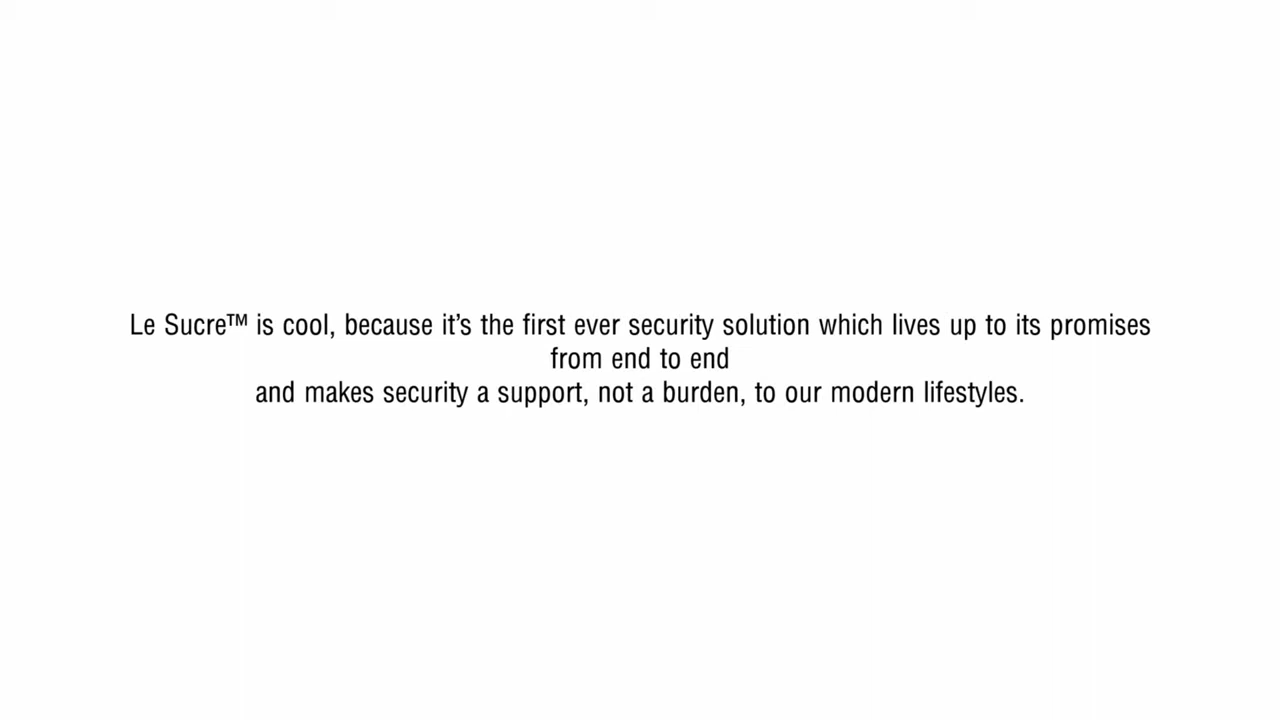 Le Sucre™ is cool, because it's the first ever security solution which lives up to its promises
from end to end
and makes security a support, not a burden, to our modern lifestyles.